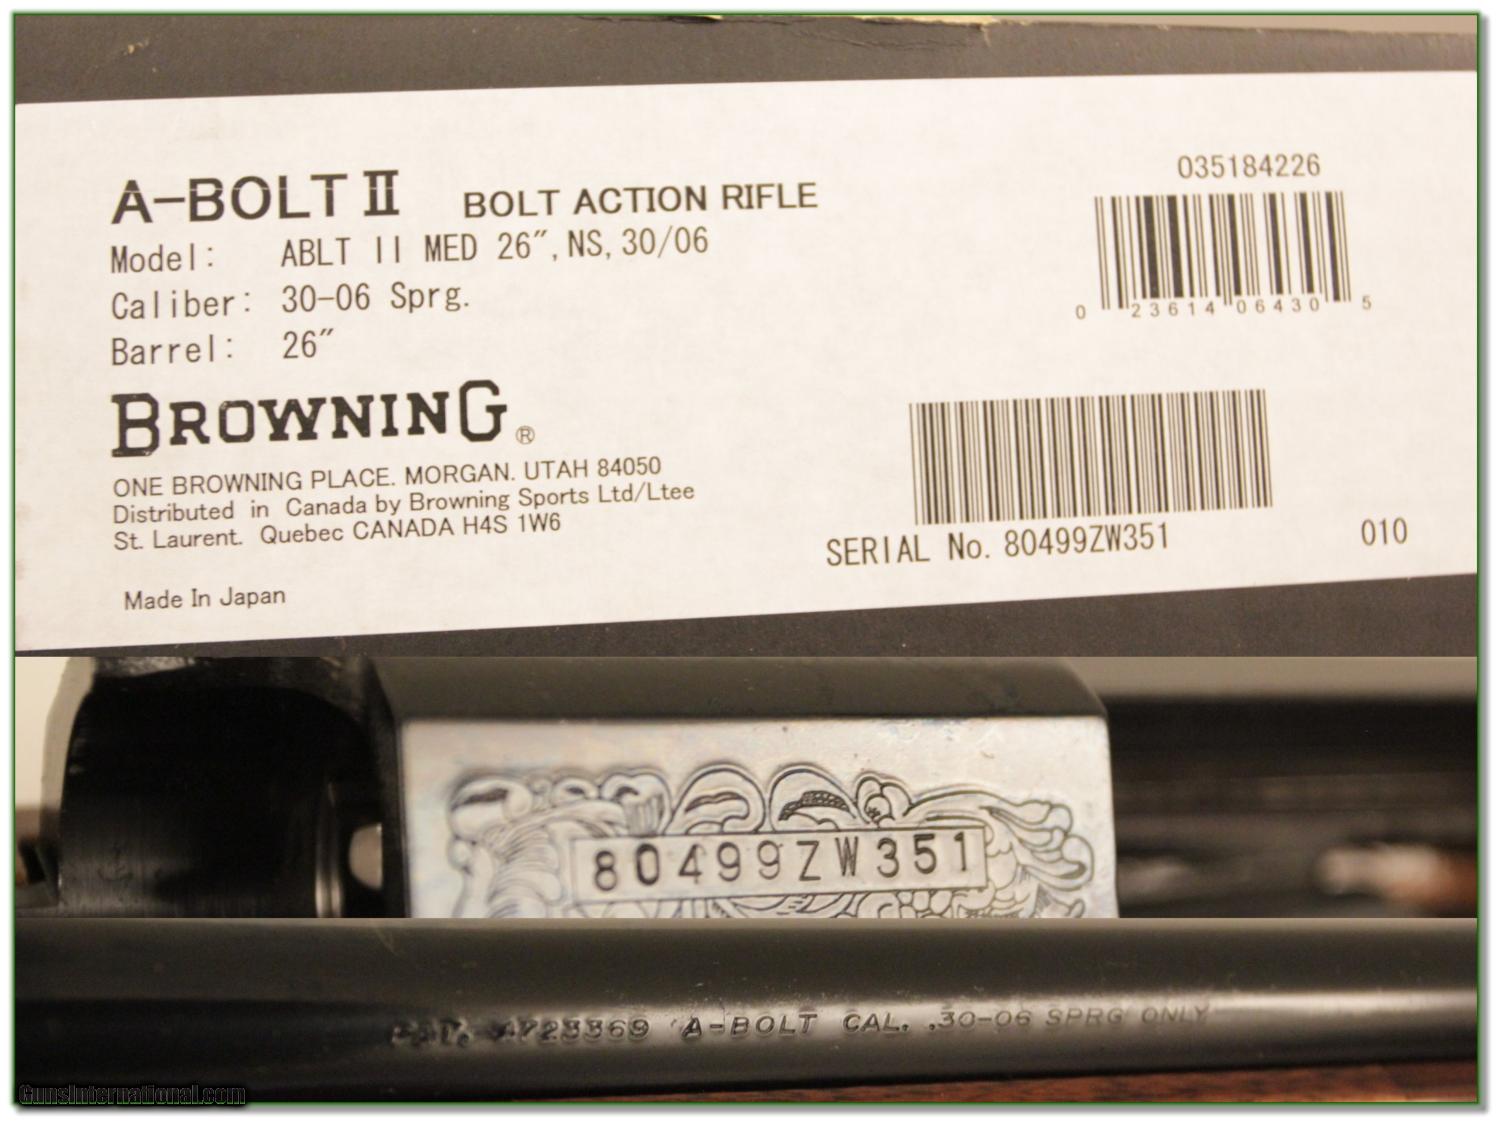 035184226
A-BOLT II BOLT ACTION RIFLE
Model: ABLT II MED 26", NS, 30/06
Caliber: 30-06 Sprg.
Barrel: 26"
0 23614 06430 5
BROWNING®
ONE BROWNING PLACE. MORGAN. UTAH 84050
Distributed in Canada by Browning Sports Ltd/Ltee
St. Laurent. Quebec CANADA H4S 1W6
SERIAL No. 80499ZW351 010
Made In Japan
80499ZW351
PAT. 4723369 A-BOLT CAL. .30-06 SPRG ONLY
GunsInternational.com